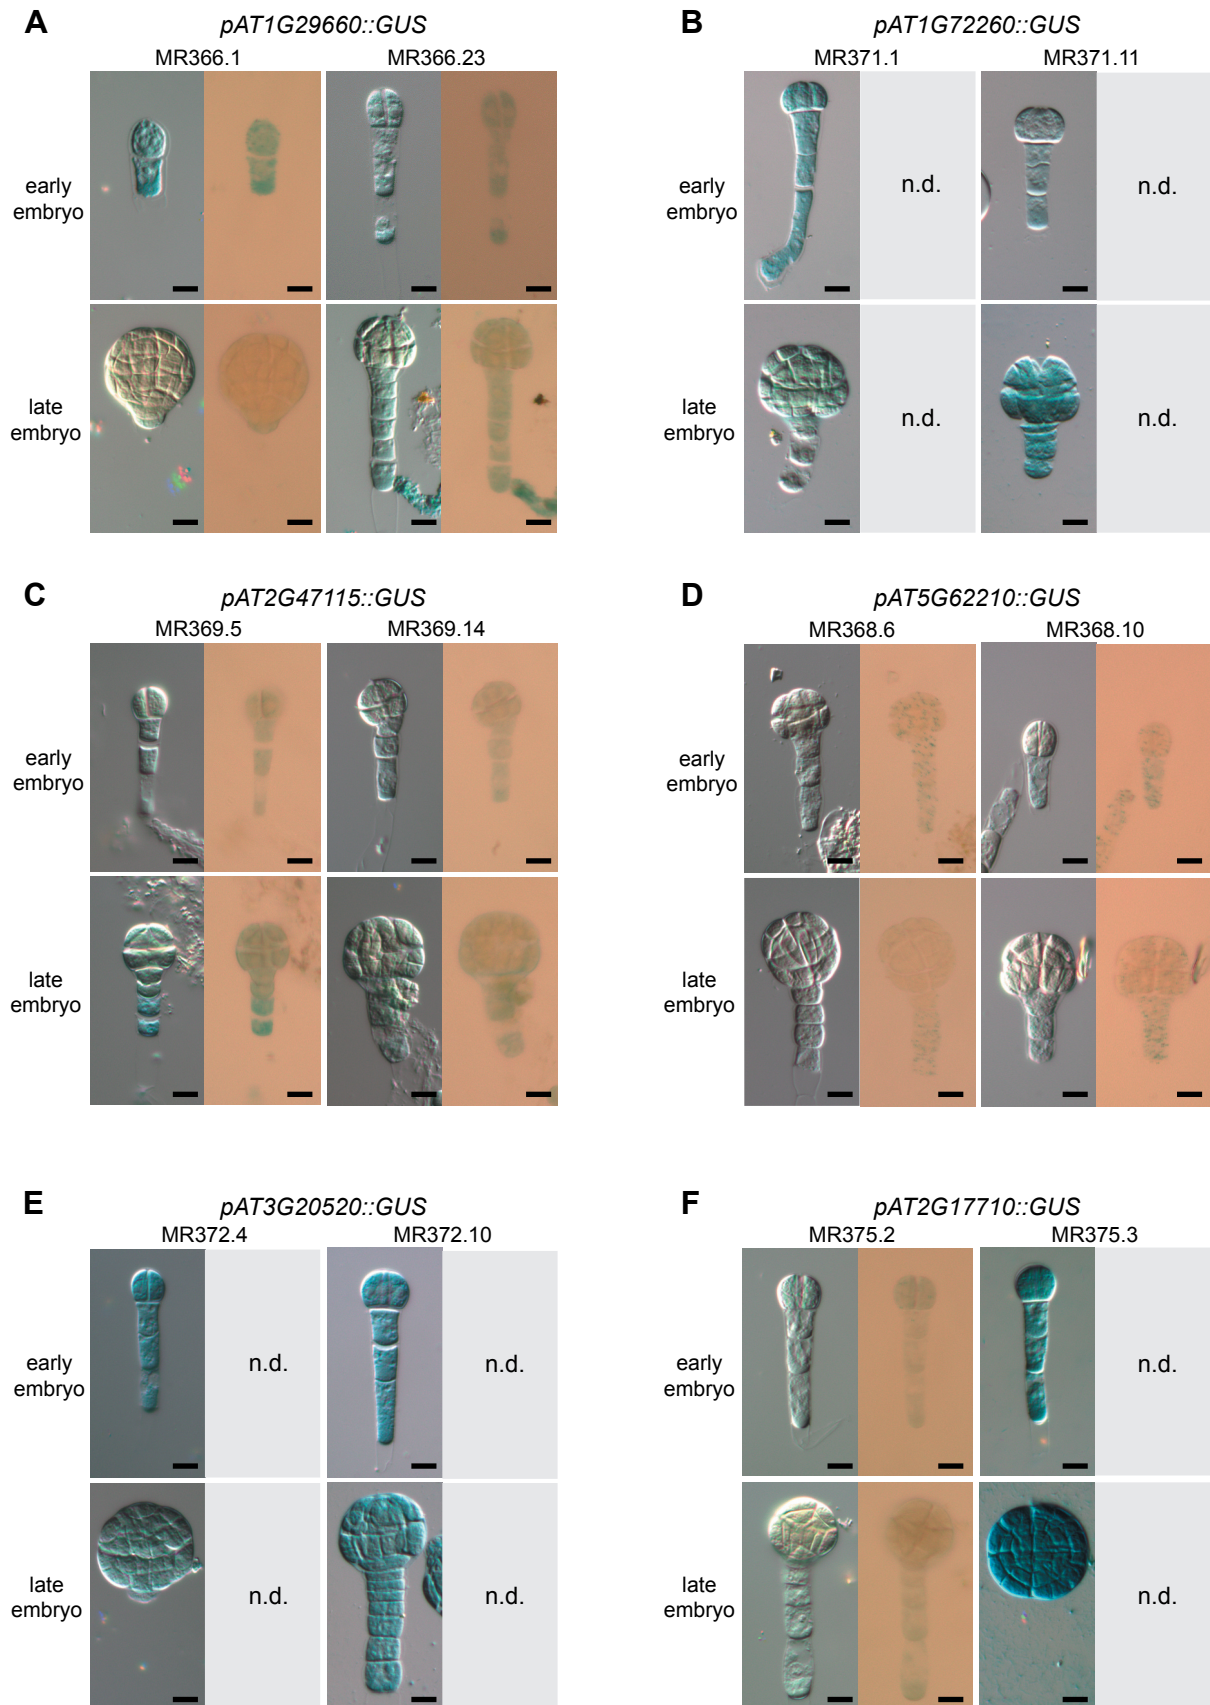 A
pAT1G29660::GUS
MR366.1 MR366.23
early
embryo
late
embryo
B
pAT1G72260::GUS
MR371.1 MR371.11
early
embryo
n.d. n.d.
late
embryo
n.d. n.d.
C
pAT2G47115::GUS
MR369.5 MR369.14
early
embryo
late
embryo
D
pAT5G62210::GUS
MR368.6 MR368.10
early
embryo
late
embryo
E
pAT3G20520::GUS
MR372.4 MR372.10
early
embryo
n.d. n.d.
late
embryo
n.d. n.d.
F
pAT2G17710::GUS
MR375.2 MR375.3
early
embryo
n.d.
late
embryo
n.d.